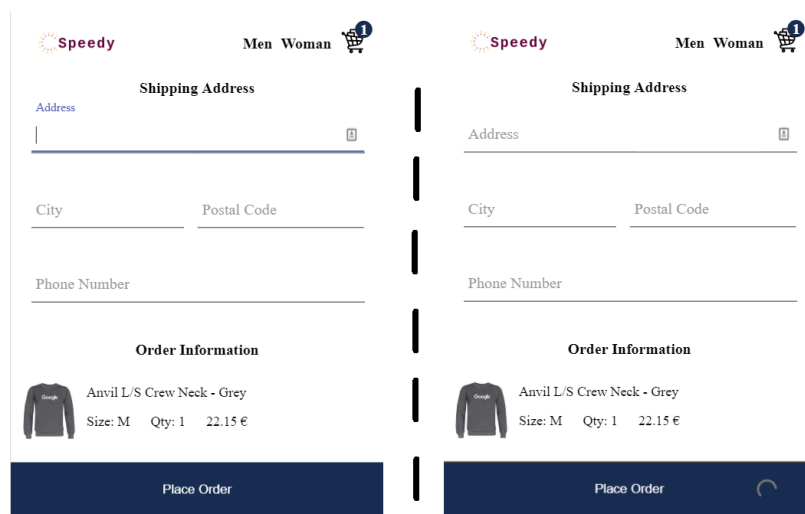 Speedy
Men Woman 1
Shipping Address
Address
City Postal Code
Phone Number
Order Information
Google
Anvil L/S Crew Neck - Grey
Size: M Qty: 1 22.15 €
Place Order
Speedy
Men Woman 1
Shipping Address
Address
City Postal Code
Phone Number
Order Information
Google
Anvil L/S Crew Neck - Grey
Size: M Qty: 1 22.15 €
Place Order